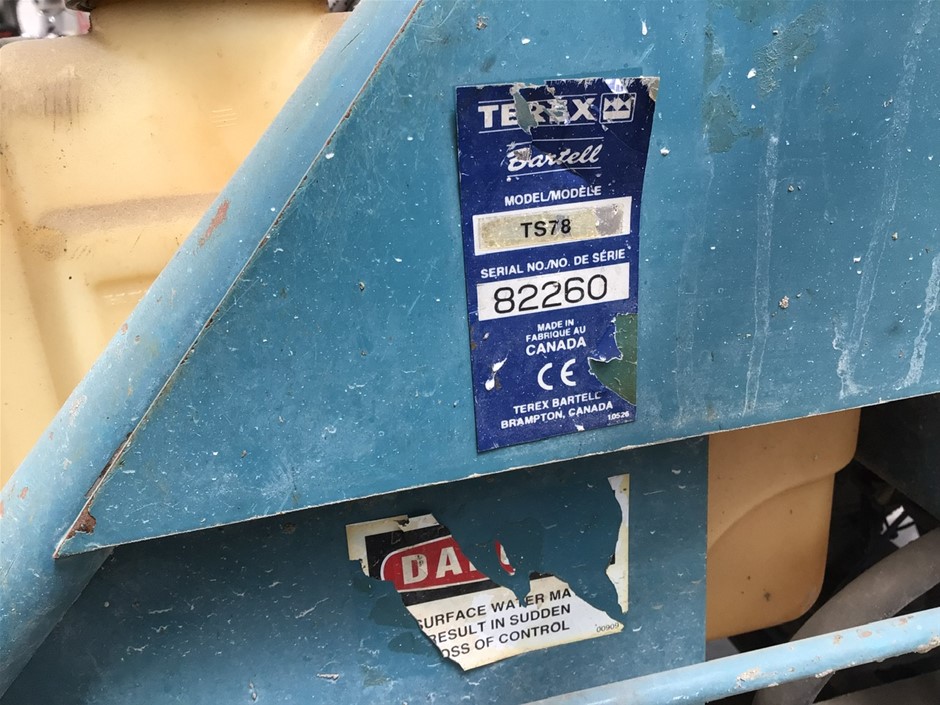 TEREX
Bartell
MODEL/MODÈLE
TS78
SERIAL NO./NO. DE SÉRIE
82260
MADE IN
FABRIQUE AU
CANADA
CE
TEREX BARTELL
BRAMPTON, CANADA
10526
DA
SURFACE WATER MA
RESULT IN SUDDEN
OSS OF CONTROL
00909